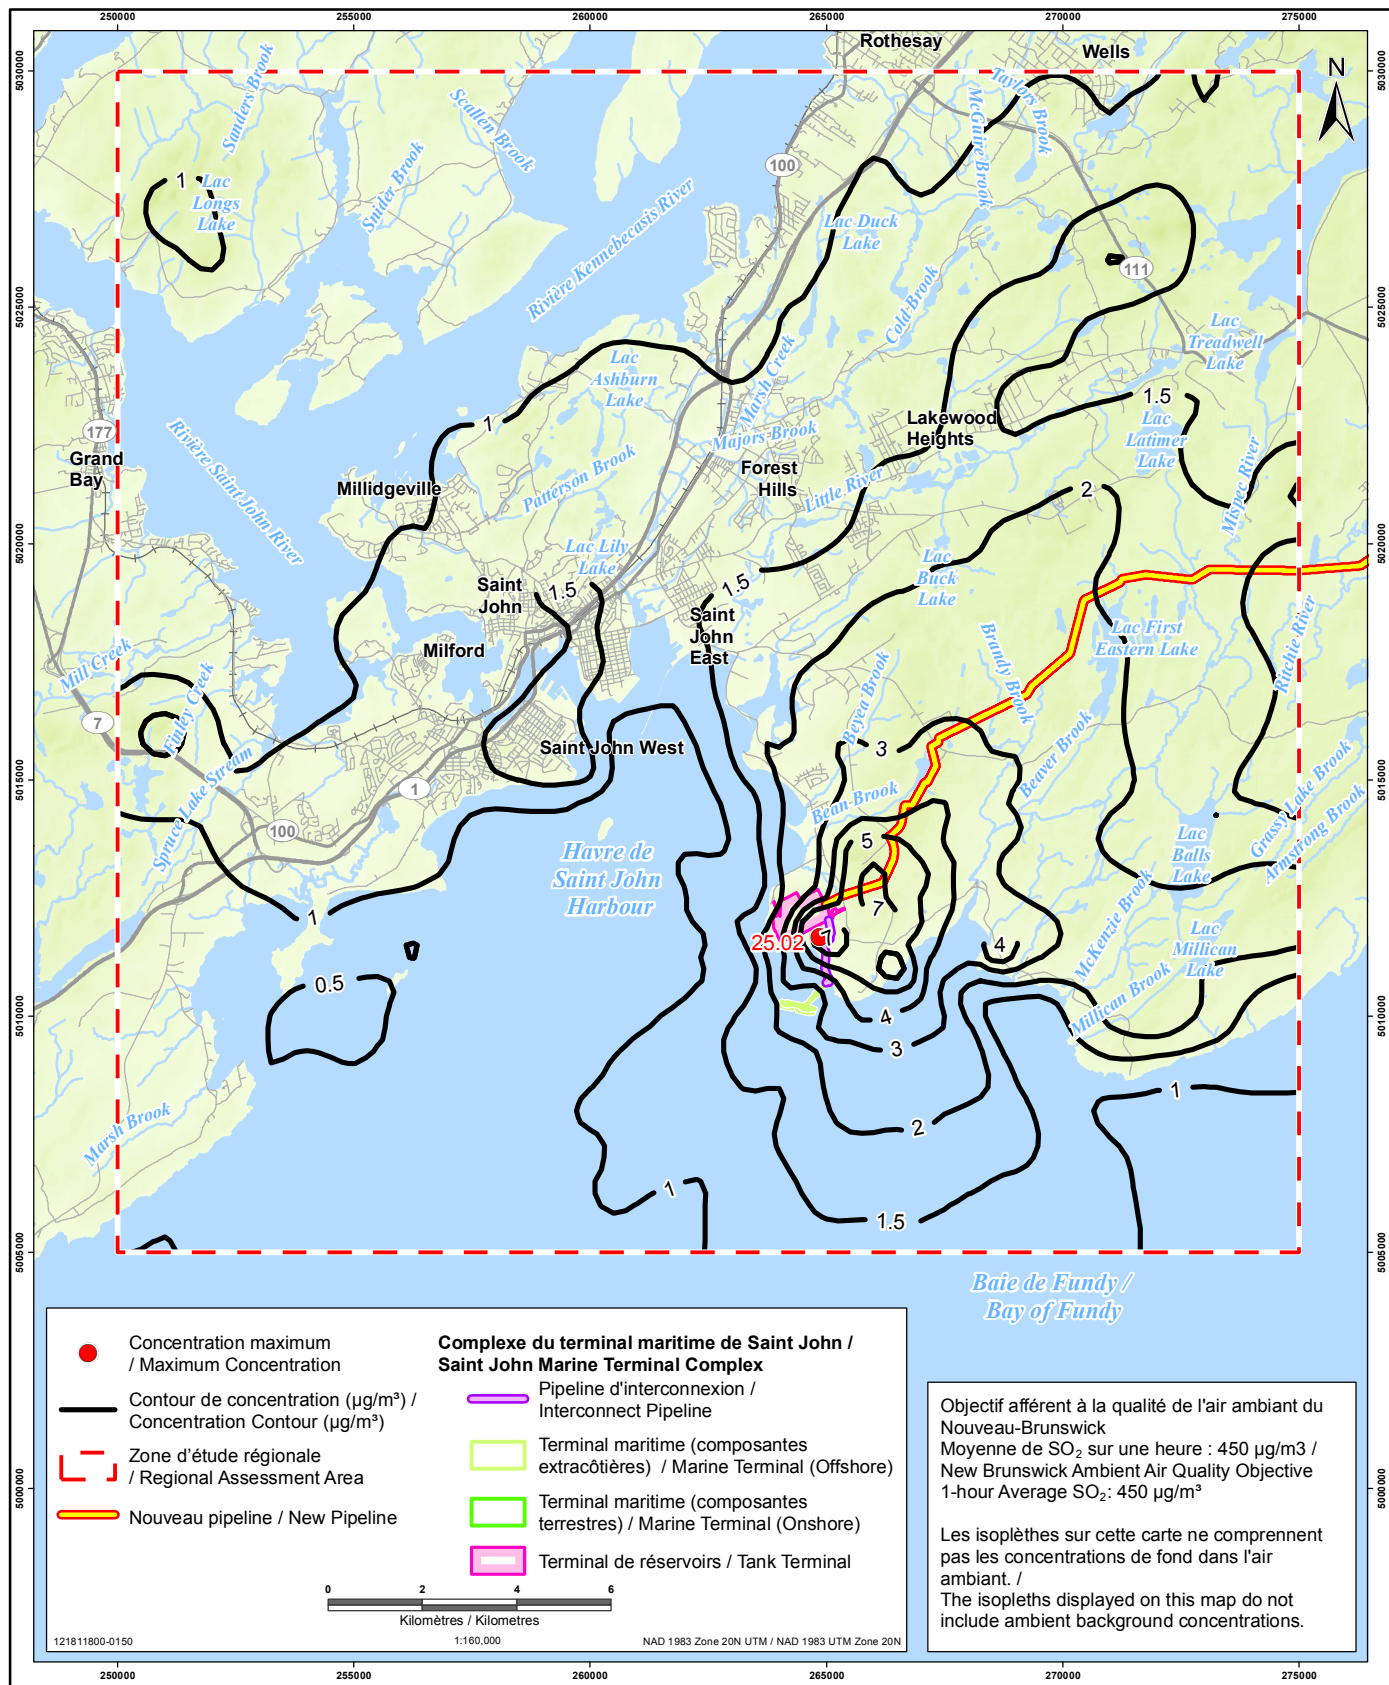 250000
255000
260000
265000
270000
275000
5030000
5030000
Rothesay
Wells
N
Sanders Brook
Scallen Brook
Taylors Brook
McGuire Brook
100
1
Lac
Longs
Lake
Snider Brook
Rivière Kennebecasis River
Lac Duck
Lake
111
Cold Brook
5025000
5025000
Lac
Treadwell
Lake
Lac
Ashburn
Lake
Marsh Creek
1.5
177
Grand
Bay
Rivière Saint John River
1
Majors Brook
Lakewood
Heights
Lac
Latimer
Lake
Millidgeville
Patterson Brook
Forest
Hills
Little River
2
Mispec River
5020000
5020000
Lac Lily
Lake
Lac
Buck
Lake
Saint
John
1.5
1.5
Saint
John
East
Milford
Lac First
Eastern Lake
Brandy Brook
Ritchie River
Mill Creek
7
Finley Creek
Beyea Brook
3
Saint John West
Beaver Brook
5015000
5015000
Spruce Lake Stream
1
100
Bean Brook
5
Grassy Lake Brook
Armstrong Brook
Lac
Balls
Lake
Havre de
Saint John
Harbour
7
1
25.02
7
4
McKenzie Brook
Lac
Millican
Lake
0.5
Millican Brook
5010000
5010000
4
3
Marsh Brook
2
1
1
1.5
5005000
5005000
Baie de Fundy /
Bay of Fundy
Concentration maximum
/ Maximum Concentration
Contour de concentration (µg/m³) /
Concentration Contour (µg/m³)
Zone d'étude régionale
/ Regional Assessment Area
Nouveau pipeline / New Pipeline
Complexe du terminal maritime de Saint John /
Saint John Marine Terminal Complex
Pipeline d'interconnexion /
Interconnect Pipeline
Terminal maritime (composantes
extracôtières) / Marine Terminal (Offshore)
Terminal maritime (composantes
terrestres) / Marine Terminal (Onshore)
Terminal de réservoirs / Tank Terminal
0 2 4 6
Kilomètres / Kilometres
121811800-0150
1:160,000
NAD 1983 Zone 20N UTM / NAD 1983 UTM Zone 20N
Objectif afférent à la qualité de l'air ambiant du
Nouveau-Brunswick
Moyenne de SO₂ sur une heure : 450 µg/m3 /
New Brunswick Ambient Air Quality Objective
1-hour Average SO₂: 450 µg/m³
Les isoplèthes sur cette carte ne comprennent
pas les concentrations de fond dans l'air
ambiant. /
The isopleths displayed on this map do not
include ambient background concentrations.
5000000
5000000
250000
255000
260000
265000
270000
275000